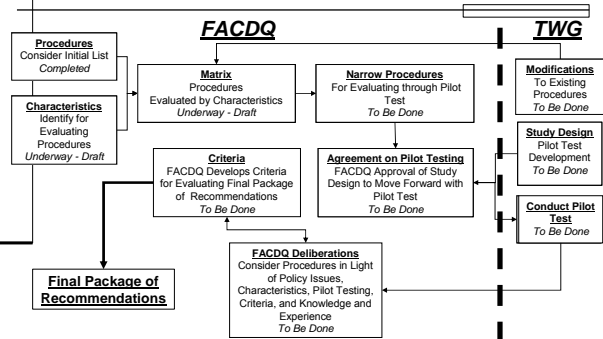 FACDQ
TWG
Procedures
Consider Initial List
Completed
Characteristics
Identify for
Evaluating
Procedures
Underway - Draft
Matrix
Procedures
Evaluated by Characteristics
Underway - Draft
Narrow Procedures
For Evaluating through Pilot
Test
To Be Done
Modifications
To Existing
Procedures
To Be Done
Study Design
Pilot Test
Development
To Be Done
Criteria
FACDQ Develops Criteria
for Evaluating Final Package
of Recommendations
To Be Done
Agreement on Pilot Testing
FACDQ Approval of Study
Design to Move Forward with
Pilot Test
To Be Done
Conduct Pilot
Test
To Be Done
FACDQ Deliberations
Consider Procedures in Light
of Policy Issues,
Characteristics, Pilot Testing,
Criteria, and Knowledge and
Experience
To Be Done
Final Package of
Recommendations